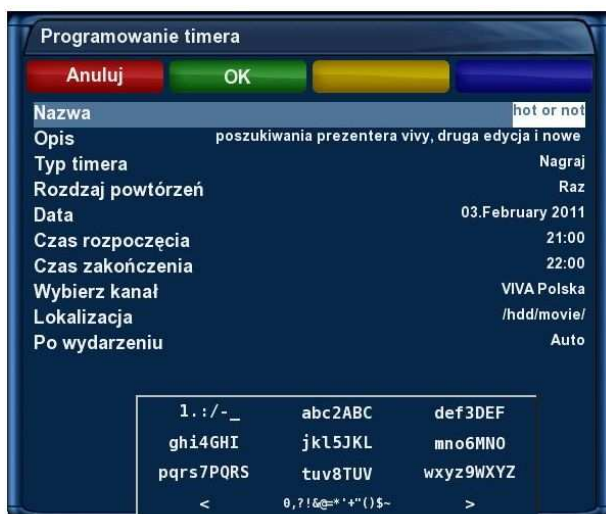 Programowanie timera
Anuluj OK
Nazwa hot or not
Opis poszukiwania prezentera vivy, druga edycja i nowe
Typ timera Nagraj
Rozdzaj powtórzeń Raz
Data 03.February 2011
Czas rozpoczęcia 21:00
Czas zakończenia 22:00
Wybierz kanał VIVA Polska
Lokalizacja /hdd/movie/
Po wydarzeniu Auto
1.:/-_ abc2ABC def3DEF
ghi4GHI jkl5JKL mno6MNO
pqrs7PQRS tuv8TUV wxyz9WXYZ
< 0,?!&@=*'+"()$~ >